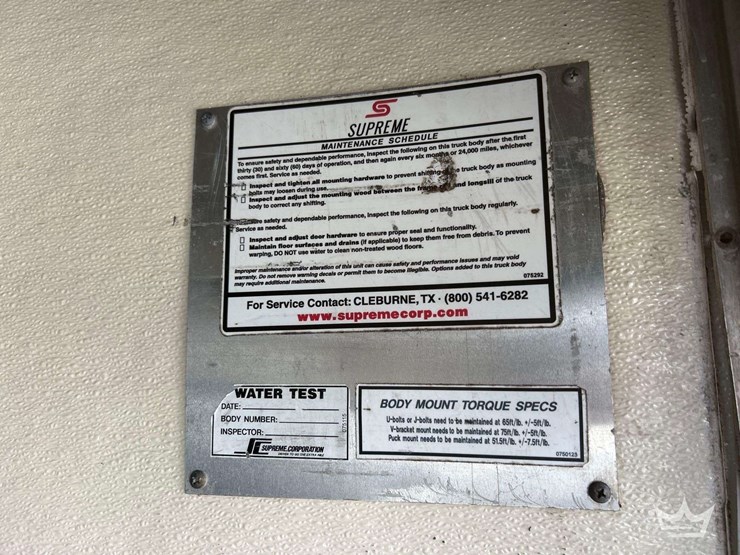 SUPREME
MAINTENANCE SCHEDULE
To ensure safety and dependable performance, inspect the following on this truck body after the first
thirty (30) and sixty (60) days of operation, and then again every six months or 24,000 miles, whichever
comes first. Service as needed.
Inspect and tighten all mounting hardware to prevent shifting truck body as mounting
bolts may loosen during use.
Inspect and adjust the mounting wood between the frame and longsill of the truck
body to correct any shifting.
safety and dependable performance, inspect the following on this truck body regularly.
Service as needed.
Inspect and adjust door hardware to ensure proper seal and functionality.
Maintain floor surfaces and drains (if applicable) to keep them free from debris. To prevent
warping, DO NOT use water to clean non-treated wood floors.
Improper maintenance and/or alteration of this unit can cause safety and performance issues and may void
warranty. Do not remove warning decals or permit them to become illegible. Options added to this truck body
may require additional maintenance.
075292
For Service Contact: CLEBURNE, TX · (800) 541-6282
www.supremecorp.com
WATER TEST
DATE:
BODY NUMBER:
INSPECTOR:
SUPREME CORPORATION
BODY MOUNT TORQUE SPECS
U-bolts or J-bolts need to be maintained at 65ft/lb. +/-5ft/lb.
V-bracket mount needs to be maintained at 75ft/lb. +/-5ft/lb.
Puck mount needs to be maintained at 51.5ft/lb. +/-7.5ft/lb.
0750123